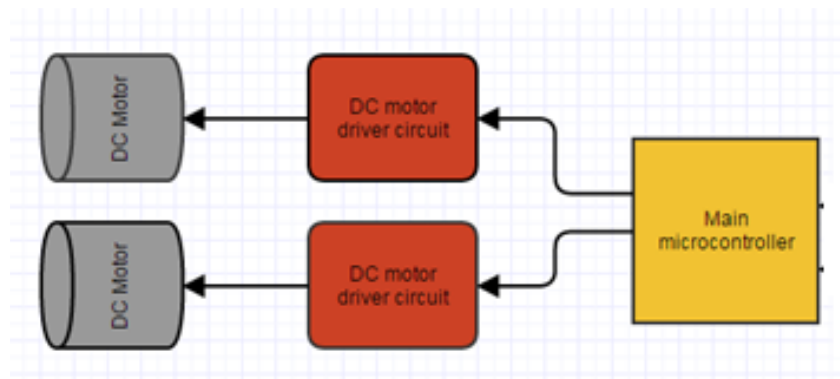 DC Motor
DC motor
driver circuit
Main
microcontroller
DC Motor
DC motor
driver circuit